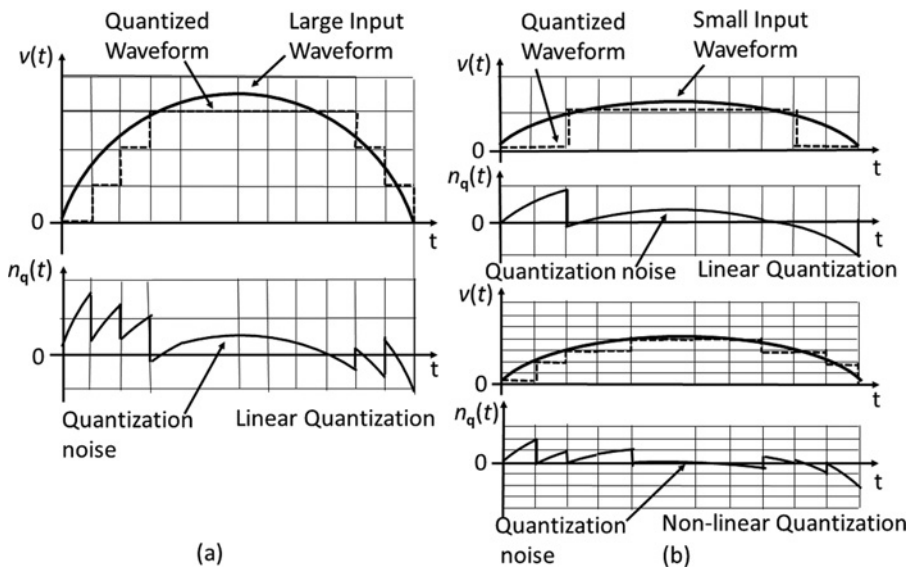 Quantized
Waveform
Large Input
Waveform
v(t)
0
t
n_q(t)
0
t
Quantization
noise
Linear Quantization
(a)
Quantized
Waveform
Small Input
Waveform
v(t)
0
t
n_q(t)
0
t
Quantization noise
Linear Quantization
v(t)
0
t
n_q(t)
0
t
Quantization
noise
Non-linear Quantization
(b)